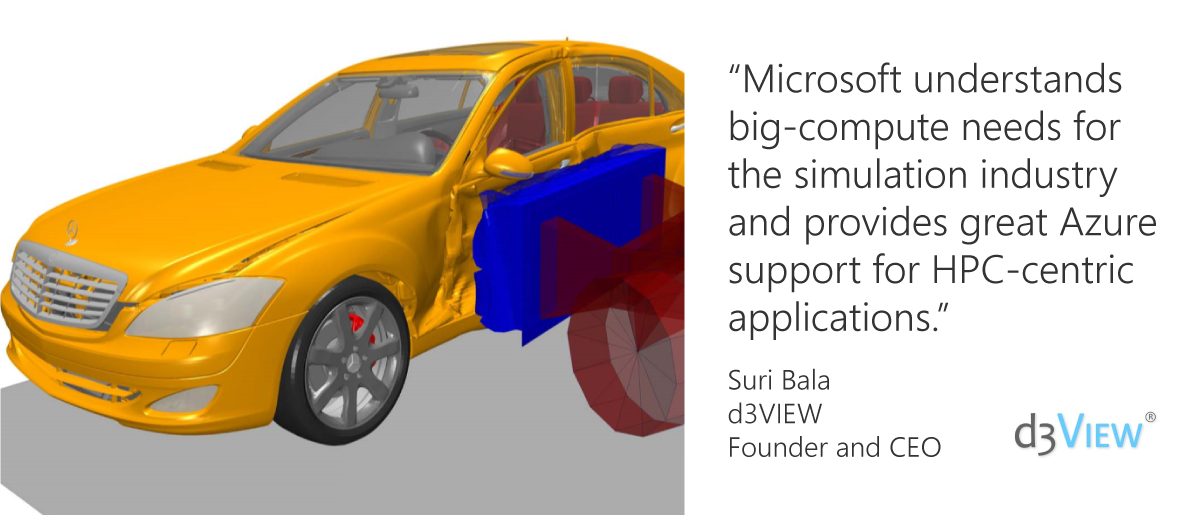 “Microsoft understands
big-compute needs for
the simulation industry
and provides great Azure
support for HPC-centric
applications.”
Suri Bala
d3VIEW
Founder and CEO
d3VIEW®